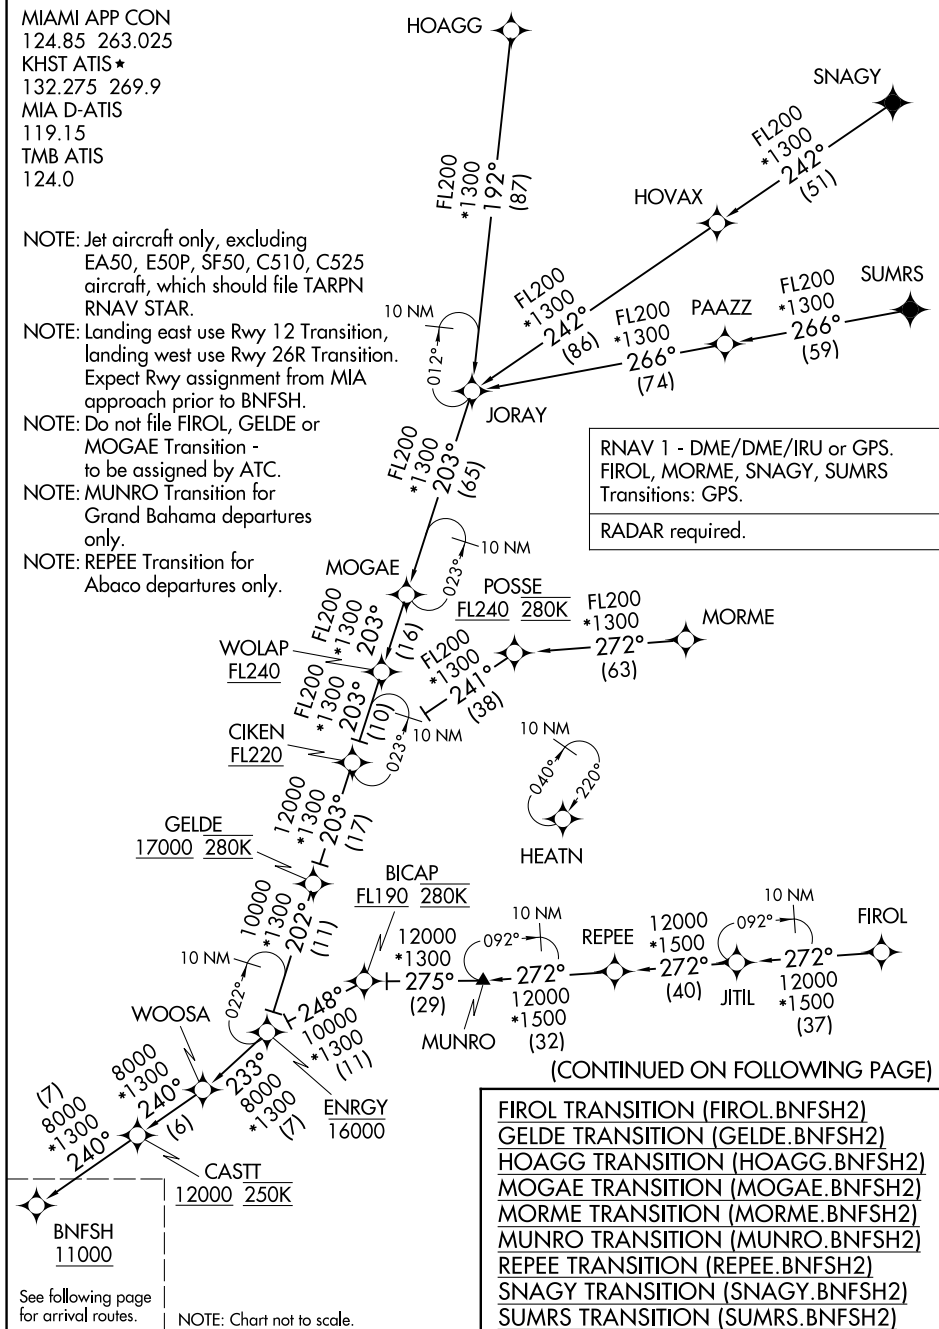 MIAMI APP CON
124.85 263.025
KHST ATIS★
132.275 269.9
MIA D-ATIS
119.15
TMB ATIS
124.0
NOTE: Jet aircraft only, excluding
EA50, E50P, SF50, C510, C525
aircraft, which should file TARPN
RNAV STAR.
NOTE: Landing east use Rwy 12 Transition,
landing west use Rwy 26R Transition.
Expect Rwy assignment from MIA
approach prior to BNFSH.
NOTE: Do not file FIROL, GELDE or
MOGAE Transition -
to be assigned by ATC.
NOTE: MUNRO Transition for
Grand Bahama departures
only.
NOTE: REPEE Transition for
Abaco departures only.
HOAGG
FL200
*1300
192°
(87)
SNAGY
FL200
*1300
242°
(51)
HOVAX
FL200
*1300
242°
(86)
SUMRS
FL200
*1300
266°
(59)
PAAZZ
FL200
*1300
266°
(74)
10 NM
012°
JORAY
FL200
*1300
203°
(65)
RNAV 1 - DME/DME/IRU or GPS.
FIROL, MORME, SNAGY, SUMRS
Transitions: GPS.
RADAR required.
10 NM
023°
MOGAE
FL200
*1300
203°
(16)
POSSE
FL240 280K
FL200
*1300
272°
(63)
MORME
FL200
*1300
241°
(38)
WOLAP
FL240
FL200
*1300
203°
(10)
10 NM
023°
CIKEN
FL220
12000
*1300
203°
(17)
10 NM
040°
220°
HEATN
GELDE
17000 280K
10000
*1300
202°
(11)
BICAP
FL190 280K
12000
*1300
275°
(29)
10 NM
092°
MUNRO
272°
12000
*1500
(32)
REPEE
12000
*1500
272°
(40)
10 NM
092°
JITIL
272°
12000
*1500
(37)
FIROL
10 NM
022°
248°
10000
*1300
(11)
WOOSA
233°
8000
*1300
(7)
ENRGY
16000
8000
*1300
240°
(6)
CASTT
12000 250K
(7)
8000
*1300
240°
BNFSH
11000
See following page
for arrival routes.
NOTE: Chart not to scale.
(CONTINUED ON FOLLOWING PAGE)
FIROL TRANSITION (FIROL.BNFSH2)
GELDE TRANSITION (GELDE.BNFSH2)
HOAGG TRANSITION (HOAGG.BNFSH2)
MOGAE TRANSITION (MOGAE.BNFSH2)
MORME TRANSITION (MORME.BNFSH2)
MUNRO TRANSITION (MUNRO.BNFSH2)
REPEE TRANSITION (REPEE.BNFSH2)
SNAGY TRANSITION (SNAGY.BNFSH2)
SUMRS TRANSITION (SUMRS.BNFSH2)